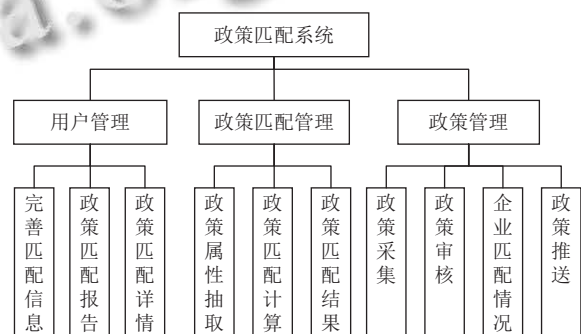 政策匹配系统
用户管理
政策匹配管理
政策管理
完善匹配信息
政策匹配报告
政策匹配详情
政策属性抽取
政策匹配计算
政策匹配结果
政策采集
政策审核
企业匹配情况
政策推送